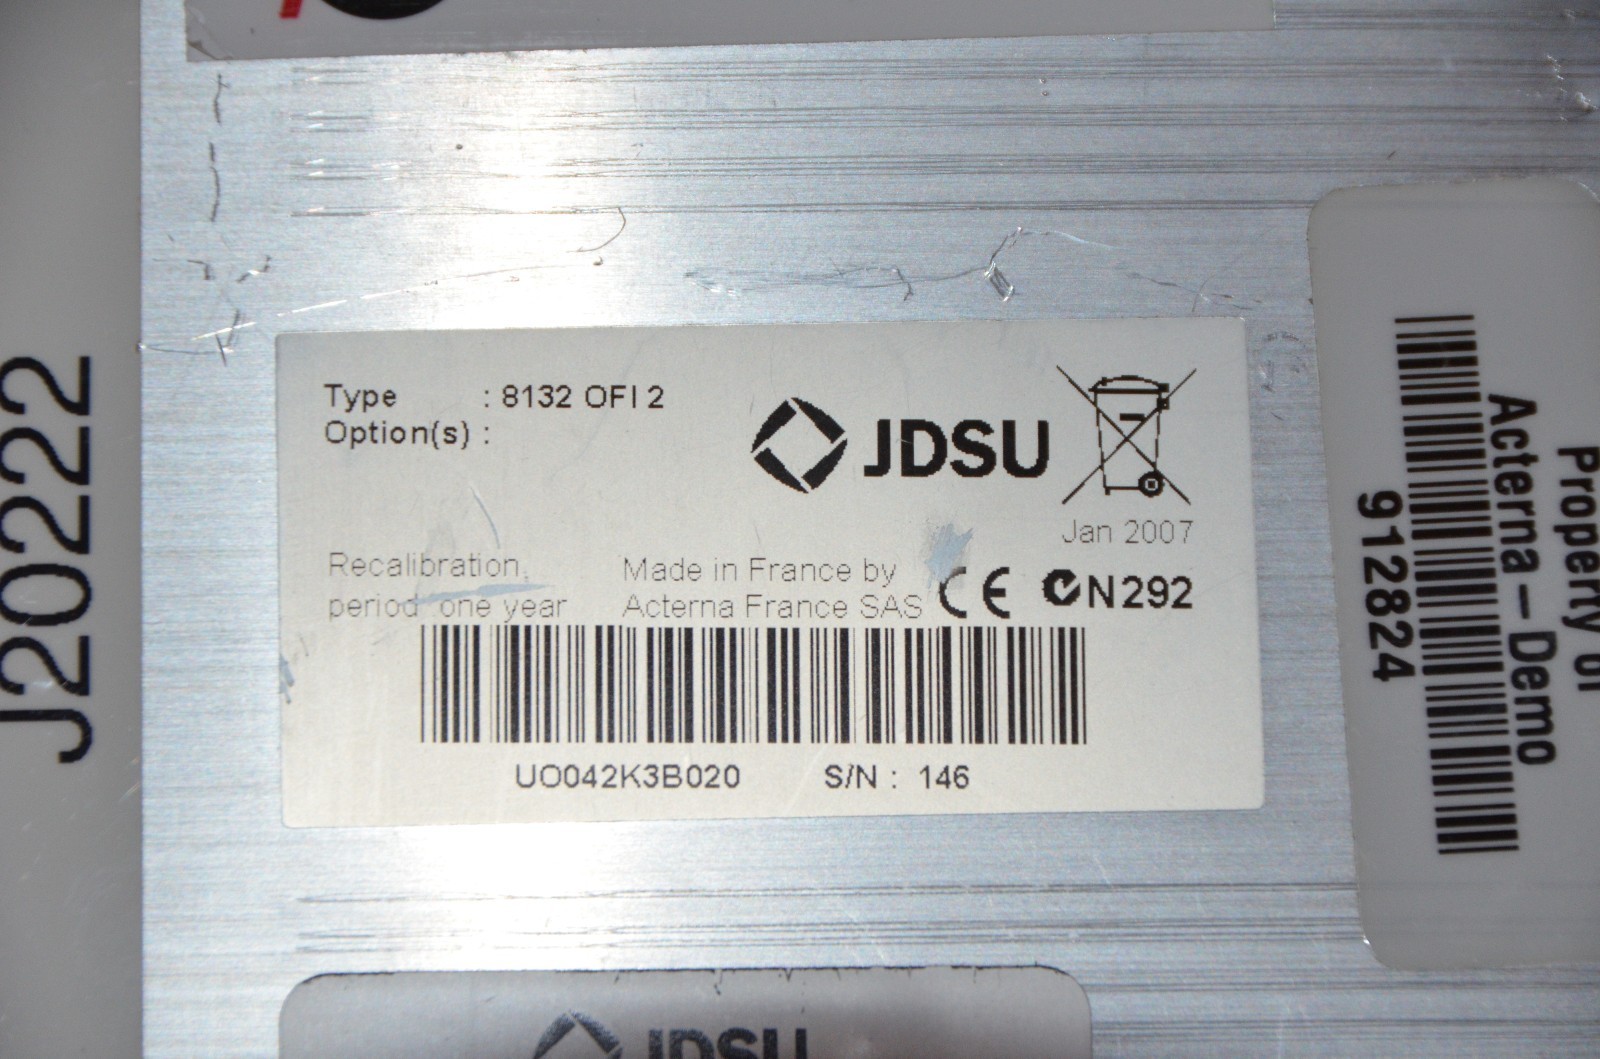 J20222
Type : 8132 OFI 2
Option(s) :
JDSU
Jan 2007
Recalibration
period one year
Made in France by
Acterna France SAS
CE N292
UO042K3B020 S/N : 146
Property of
Acterna – Demo
912824
JDSU